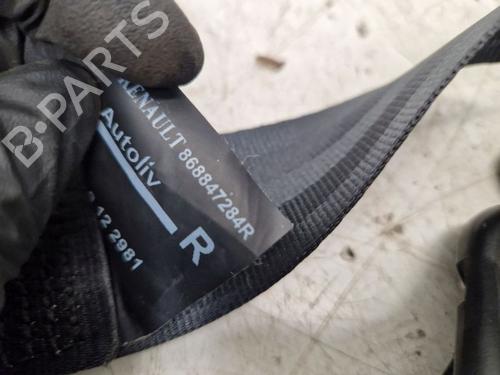 RENAULT 868847284R
Autoliv
R
12 2981
B-PARTS